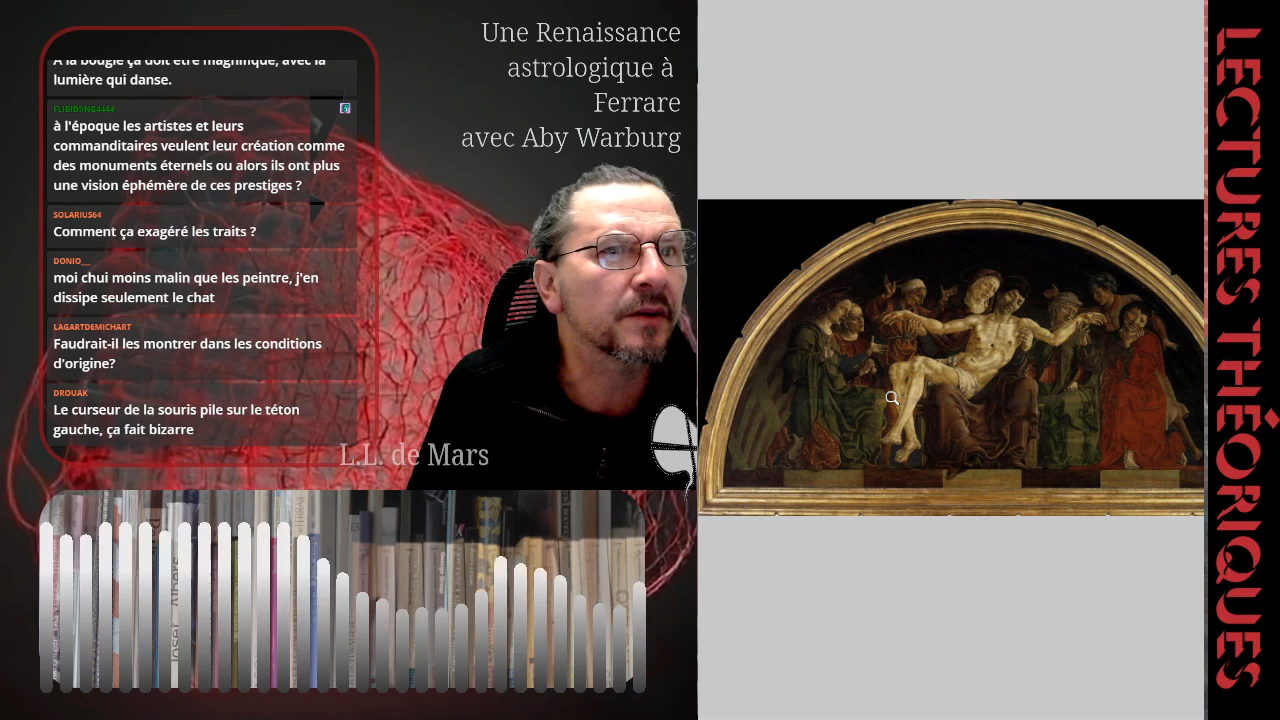 À la bougie ça doit être magnifique, avec la
lumière qui danse.
FLIBIDIING4444
à l'époque les artistes et leurs
commanditaires veulent leur création comme
des monuments éternels ou alors ils ont plus
une vision éphémère de ces prestiges ?
SOLARIUS64
Comment ça exagéré les traits ?
DONIO__
moi chui moins malin que les peintre, j'en
dissipe seulement le chat
LAGARTDEMICHART
Faudrait-il les montrer dans les conditions
d'origine?
DROUAK
Le curseur de la souris pile sur le téton
gauche, ça fait bizarre
Une Renaissance
astrologique à
Ferrare
avec Aby Warburg
L.L. de Mars
Josef Albers
LECTURES THÉORIQUES